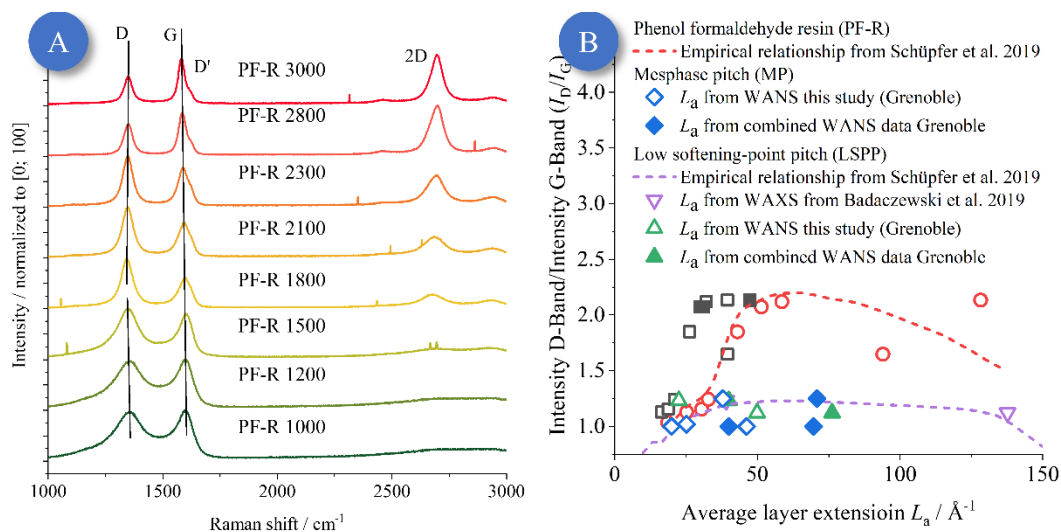 A
D
G
D'
2D
PF-R 3000
PF-R 2800
PF-R 2300
PF-R 2100
PF-R 1800
PF-R 1500
PF-R 1200
PF-R 1000
Intensity / normalized to [0; 100]
1000 1500 2000 2500 3000
Raman shift / cm-1
B
Phenol formaldehyde resin (PF-R)
Empirical relationship from Schüpfer et al. 2019
Mesphase pitch (MP)
La from WANS this study (Grenoble)
La from combined WANS data Grenoble
Low softening-point pitch (LSPP)
Empirical relationship from Schüpfer et al. 2019
La from WAXS from Badaczewski et al. 2019
La from WANS this study (Grenoble)
La from combined WANS data Grenoble
4.0
3.5
3.0
2.5
2.0
1.5
1.0
Intensity D-Band/Intensity G-Band (ID/IG)
0 50 100 150
Average layer extensioin La / Å-1